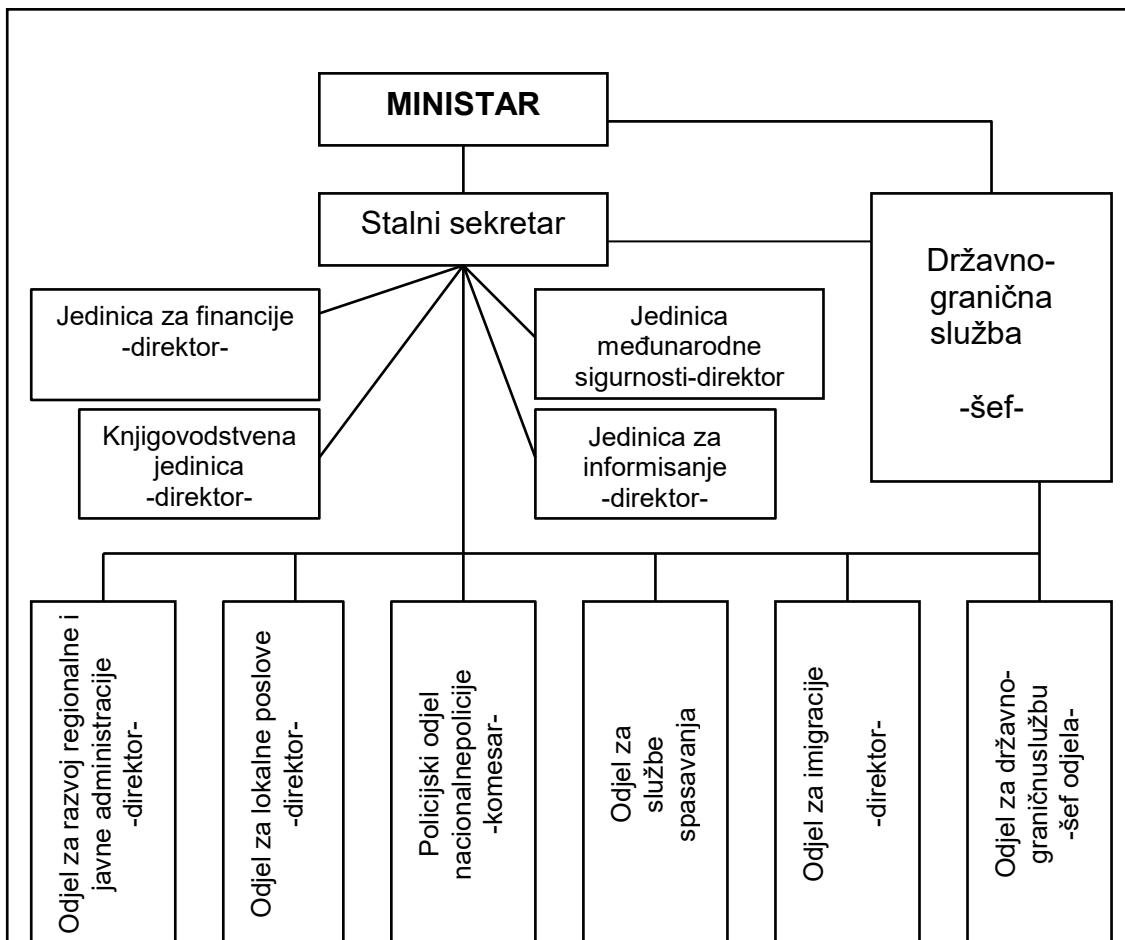 MINISTAR
Stalni sekretar
Državno-
granična
služba
-šef-
Jedinica za financije
-direktor-
Jedinica
međunarodne
sigurnosti-direktor
Knjigovodstvena
jedinica
-direktor-
Jedinica za
informisanje
-direktor-
Odjel za razvoj regionalne i
javne administracije
-direktor-
Odjel za lokalne poslove
-direktor-
Policijski odjel
nacionalnepolicije
-komesar-
Odjel za
službe
spasavanja
Odjel za imigracije
-direktor-
Odjel za državno-
graničnuslužbu
-šef odjela-